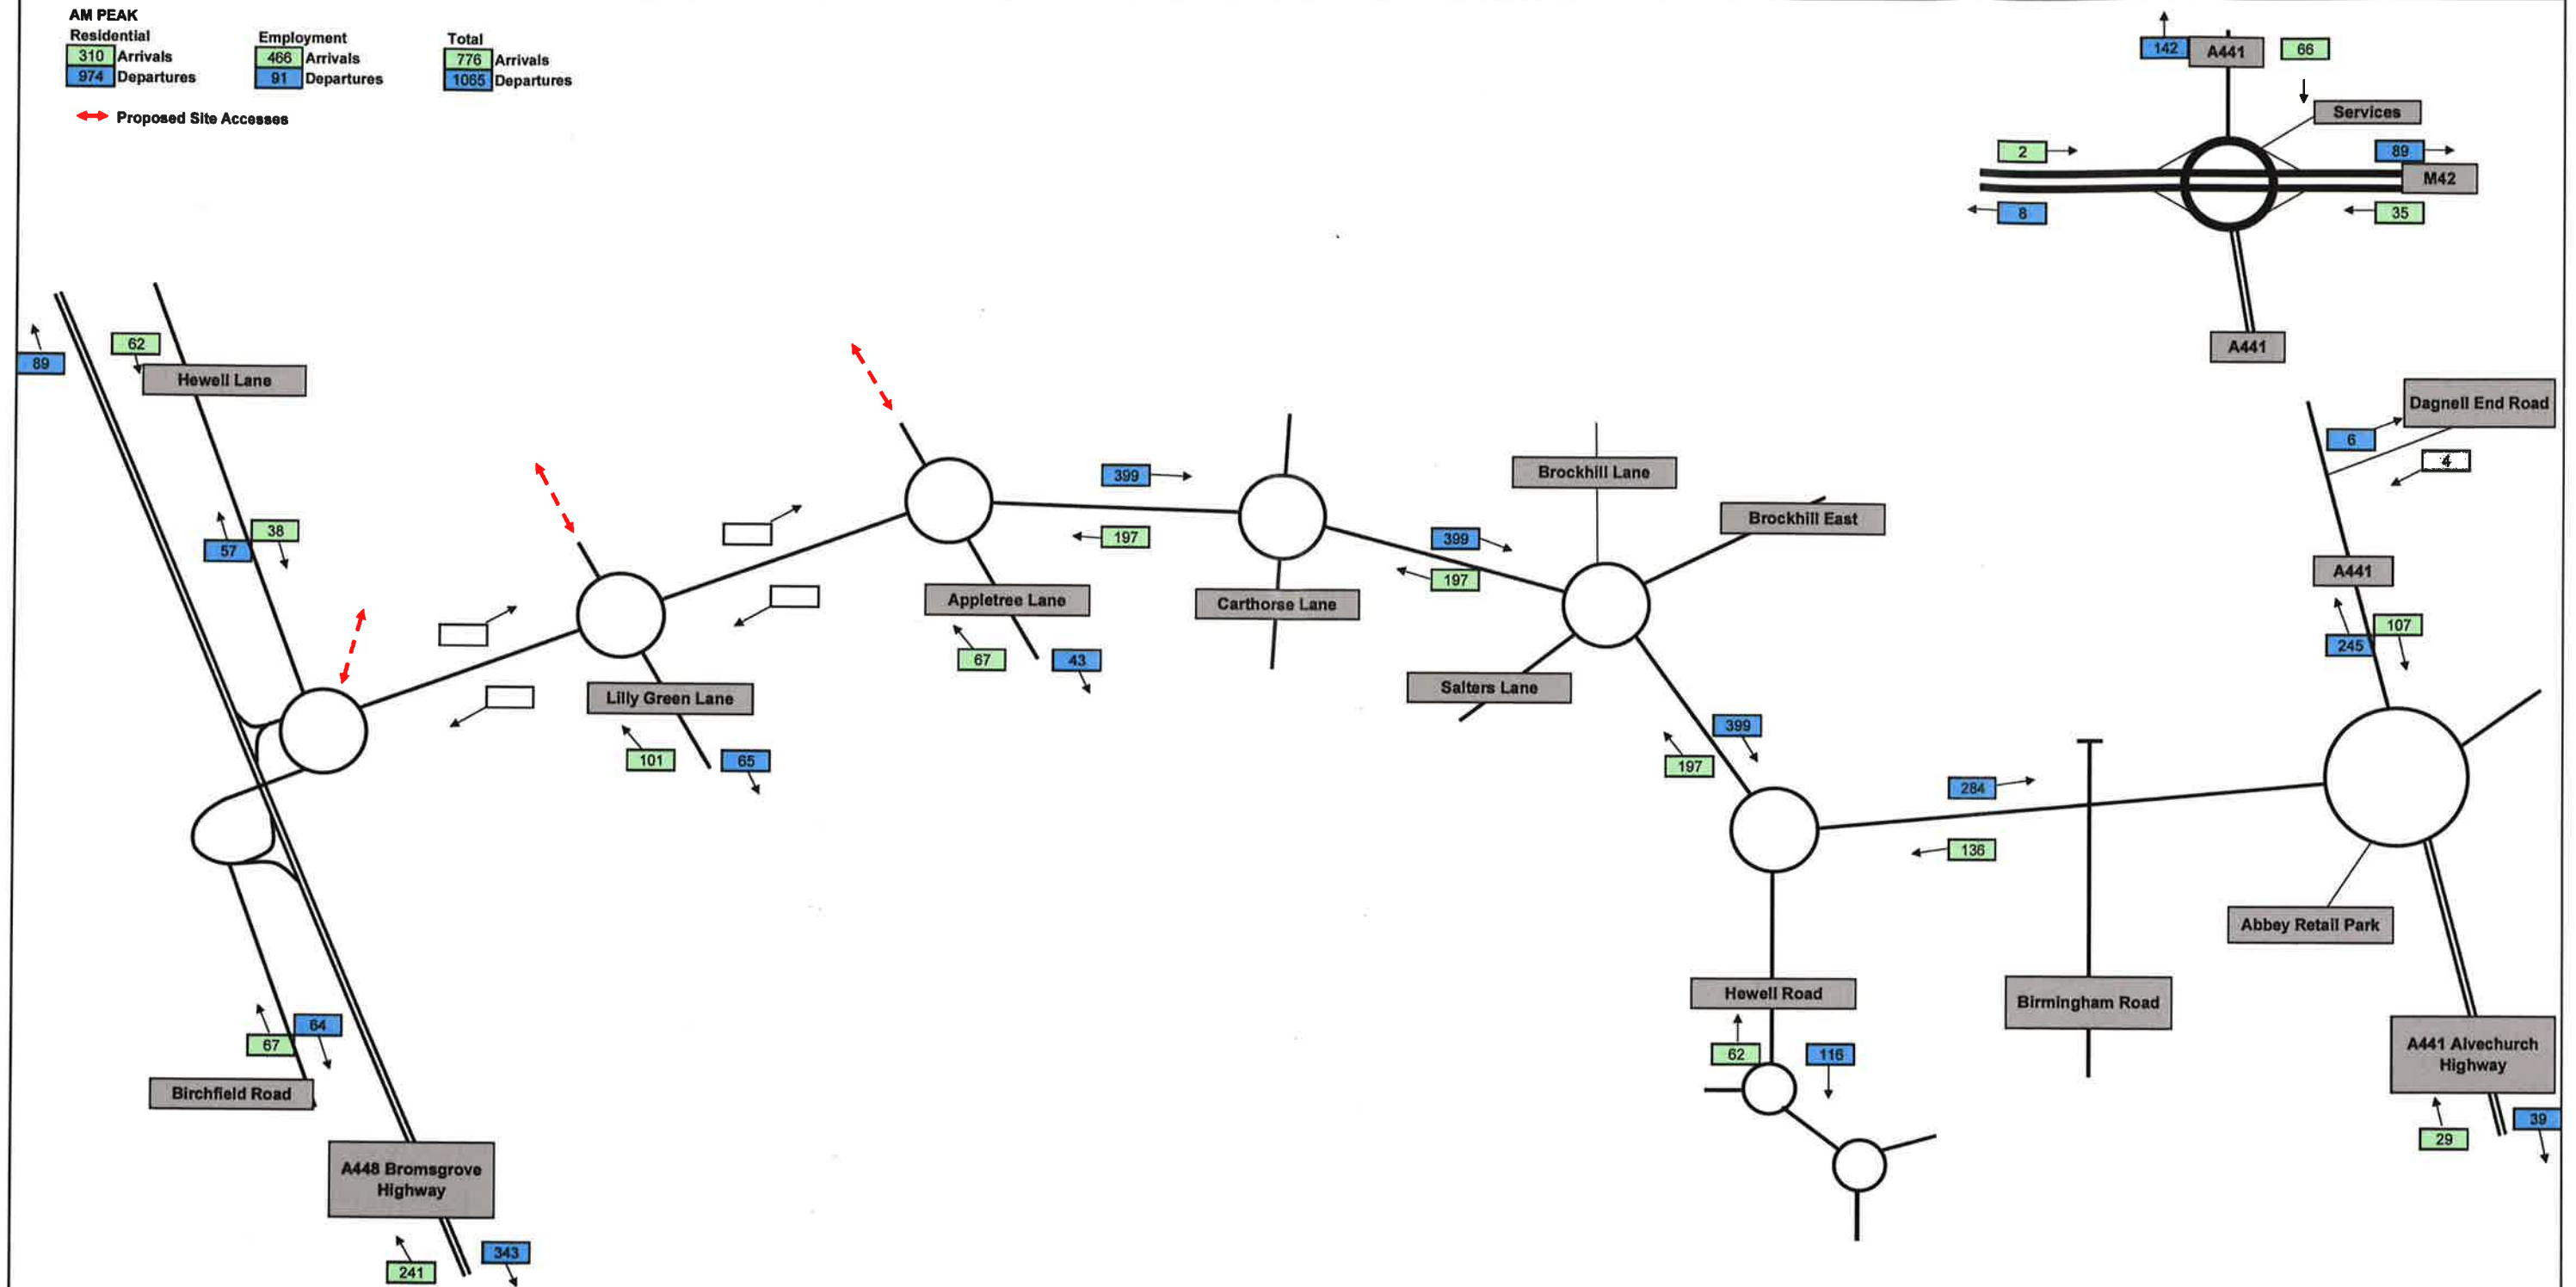 AM PEAK
Residential
310 Arrivals
974 Departures
Employment
466 Arrivals
91 Departures
Total
776 Arrivals
1065 Departures
Proposed Site Accesses
142
A441
66
Services
2
89
M42
8
35
A441
89
62
Hewell Lane
57
38
Dagnell End Road
6
4
399
197
Brockhill Lane
Brockhill East
399
197
Appletree Lane
67
43
Carthorse Lane
A441
107
245
Lilly Green Lane
101
65
Salters Lane
399
197
284
136
Abbey Retail Park
Hewell Road
62
116
Birmingham Road
64
67
Birchfield Road
A441 Alvechurch
Highway
29
39
A448 Bromsgrove
Highway
241
343